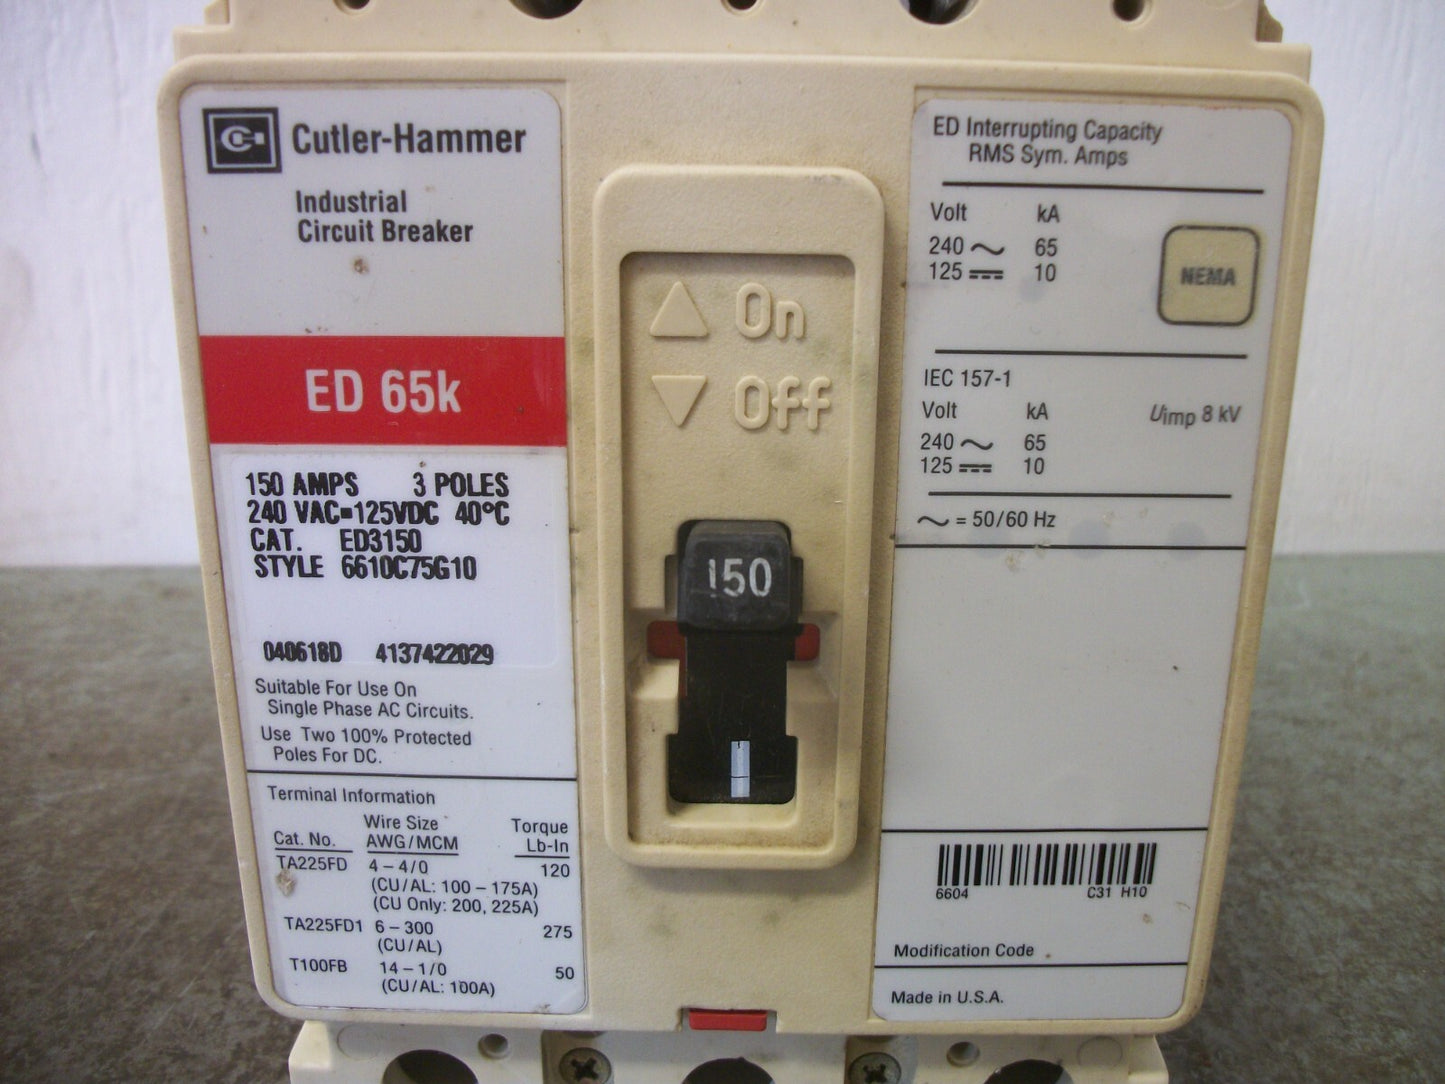 CH
Cutler-Hammer
Industrial
Circuit Breaker
ED 65k
150 AMPS 3 POLES
240 VAC=125VDC 40°C
CAT. ED3150
STYLE 6610C75G10
040618D 4137422029
Suitable For Use On
Single Phase AC Circuits.
Use Two 100% Protected
Poles For DC.
Terminal Information
Cat. No. Wire Size AWG/MCM Torque Lb-In
TA225FD 4 – 4/0 120
(CU/AL: 100 – 175A)
(CU Only: 200, 225A)
TA225FD1 6 – 300 275
(CU/AL)
T100FB 14 – 1/0 50
(CU/AL: 100A)
On
Off
150
ED Interrupting Capacity
RMS Sym. Amps
Volt kA
240 ~ 65
125 ⎓ 10
NEMA
IEC 157-1
Volt kA
Uimp 8 kV
240 ~ 65
125 ⎓ 10
~ = 50/60 Hz
6604 C31 H10
Modification Code
Made in U.S.A.